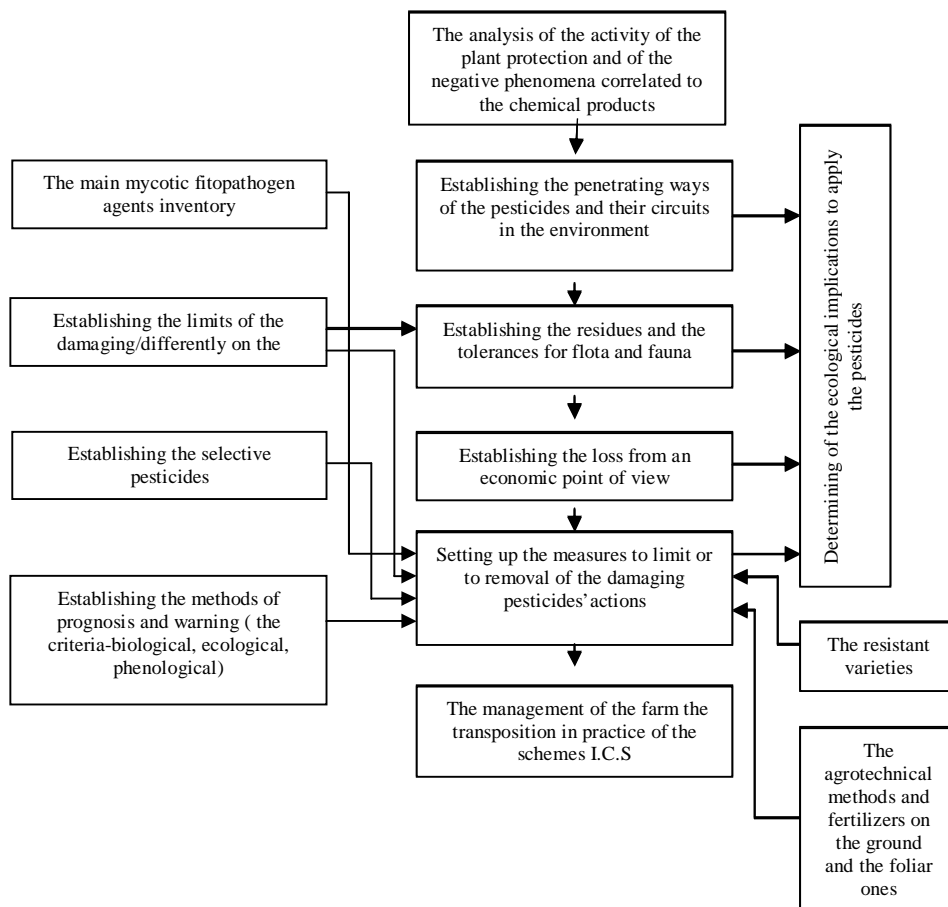 The analysis of the activity of the
plant protection and of the
negative phenomena correlated to
the chemical products
The main mycotic fitopathogen
agents inventory
Establishing the penetrating ways
of the pesticides and their circuits
in the environment
Determining of the ecological implications to apply
the pesticides
Establishing the limits of the
damaging/differently on the
Establishing the residues and the
tolerances for flota and fauna
Establishing the selective
pesticides
Establishing the loss from an
economic point of view
Setting up the measures to limit or
to removal of the damaging
pesticides'actions
Establishing the methods of
prognosis and warning ( the
criteria-biological, ecological,
phenological)
The resistant
varieties
The management of the farm the
transposition in practice of the
schemes I.C.S
The
agrotechnical
methods and
fertilizers on
the ground
and the foliar
ones